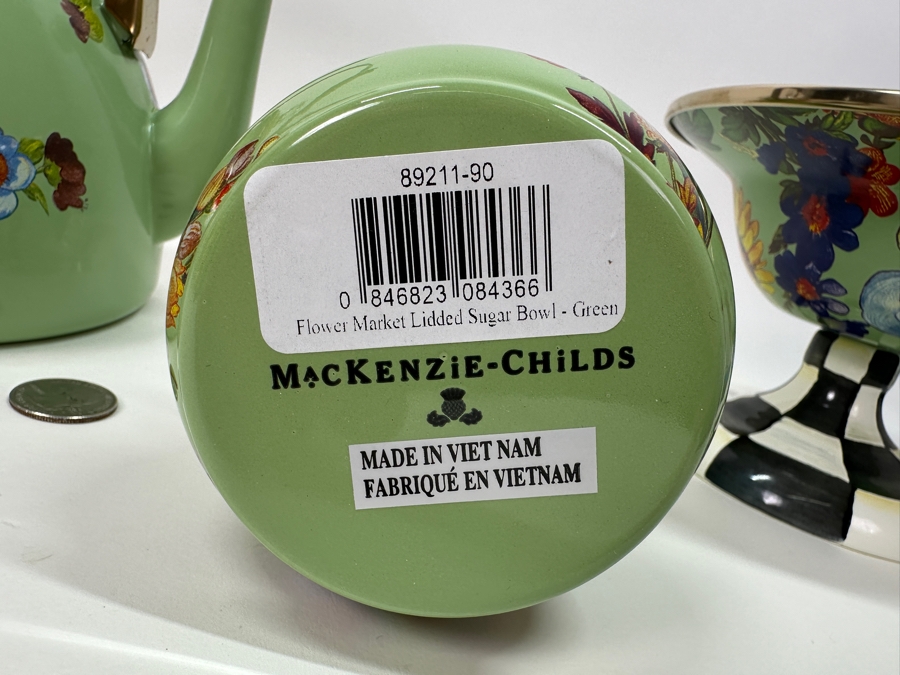 89211-90
0 846823 084366
Flower Market Lidded Sugar Bowl - Green
MACKENZiE-CHiLDS
MADE IN VIET NAM
FABRIQUÉ EN VIETNAM